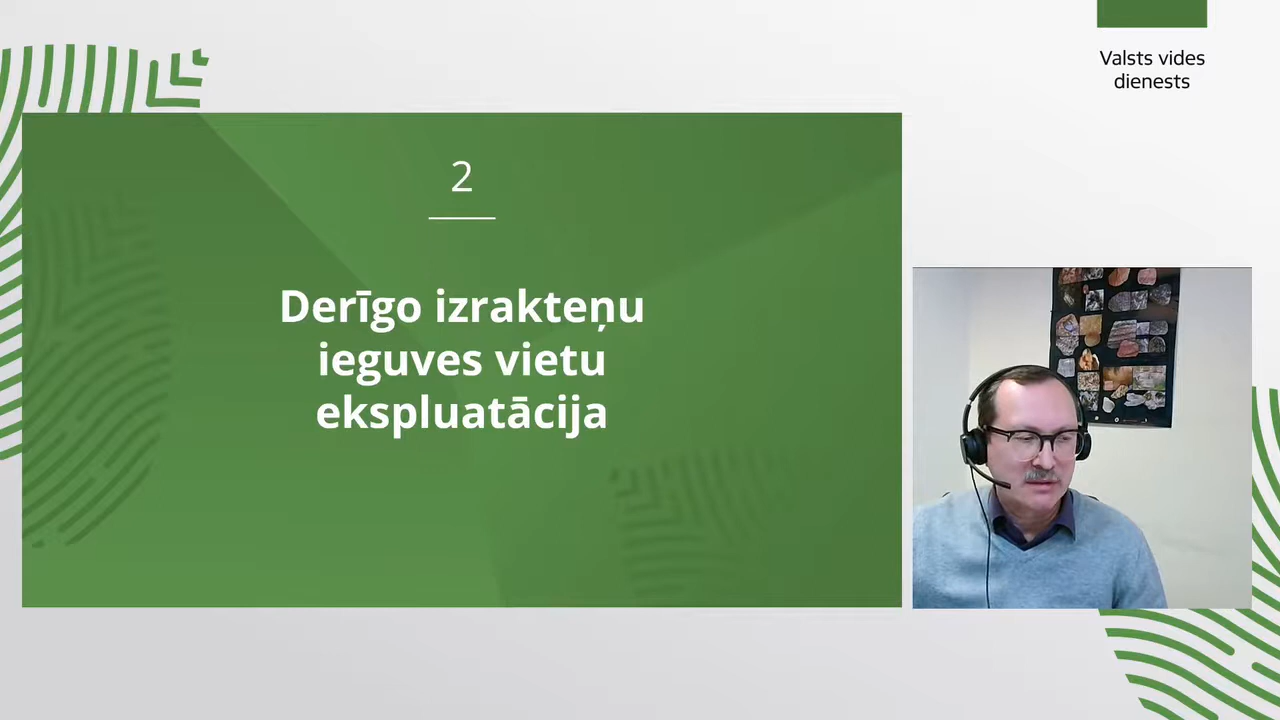 Valsts vides
dienests
2
Derīgo izrakteņu
ieguves vietu
ekspluatācija